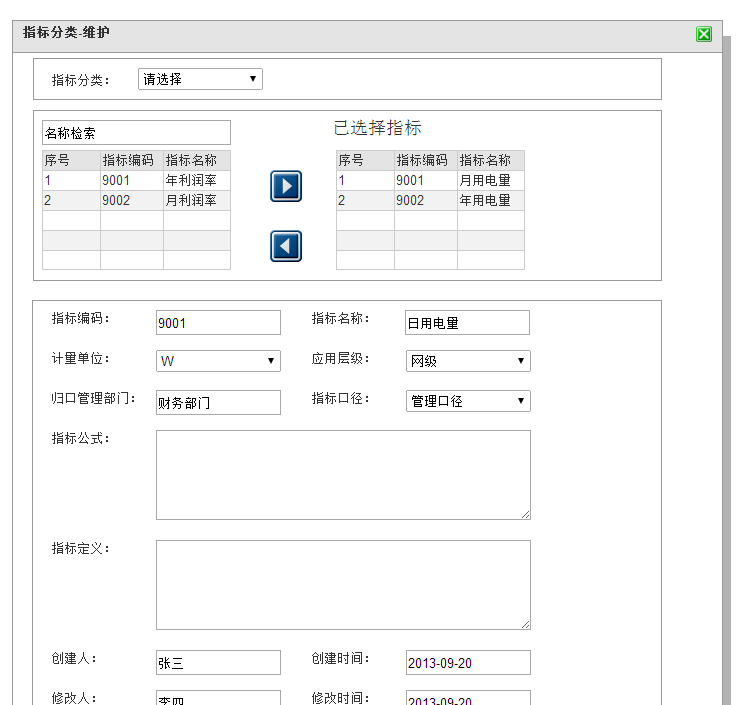 指标分类-维护
指标分类： 请选择
名称检索 已选择指标
序号 指标编码 指标名称 序号 指标编码 指标名称
1 9001 年利润率 1 9001 月用电量
2 9002 月利润率 2 9002 年用电量
指标编码： 9001 指标名称： 日用电量
计量单位： W 应用层级： 网级
归口管理部门： 财务部门 指标口径： 管理口径
指标公式：
指标定义：
创建人： 张三 创建时间： 2013-09-20
修改人： 李四 修改时间： 2013-09-20